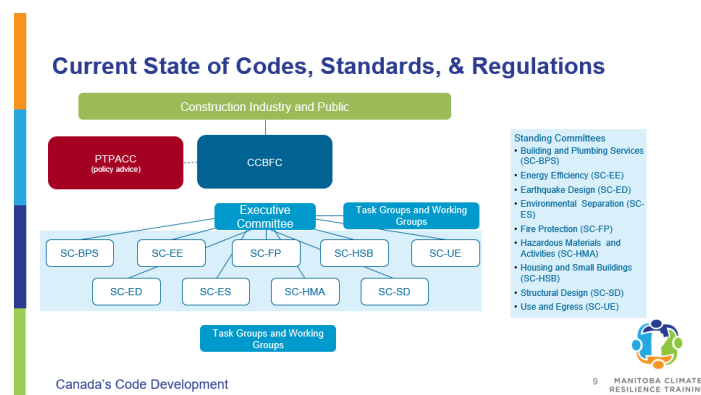 Current State of Codes, Standards, & Regulations
Construction Industry and Public
PTPACC
(policy advice)
CCBFC
Executive
Committee
Task Groups and Working
Groups
SC-BPS
SC-EE
SC-FP
SC-HSB
SC-UE
SC-ED
SC-ES
SC-HMA
SC-SD
Task Groups and Working
Groups
Standing Committees
• Building and Plumbing Services
(SC-BPS)
• Energy Efficiency (SC-EE)
• Earthquake Design (SC-ED)
• Environmental Separation (SC-
ES)
• Fire Protection (SC-FP)
• Hazardous Materials and
Activities (SC-HMA)
• Housing and Small Buildings
(SC-HSB)
• Structural Design (SC-SD)
• Use and Egress (SC-UE)
Canada's Code Development
9
MANITOBA CLIMATE
RESILIENCE TRAININ